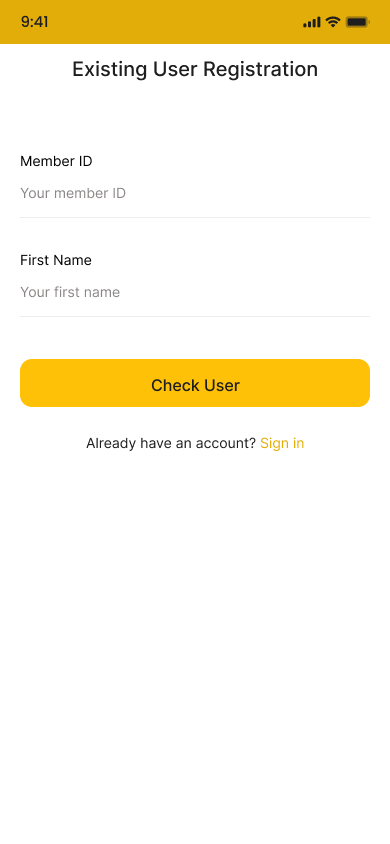 9:41
Existing User Registration
Member ID
Your member ID
First Name
Your first name
Check User
Already have an account? Sign in